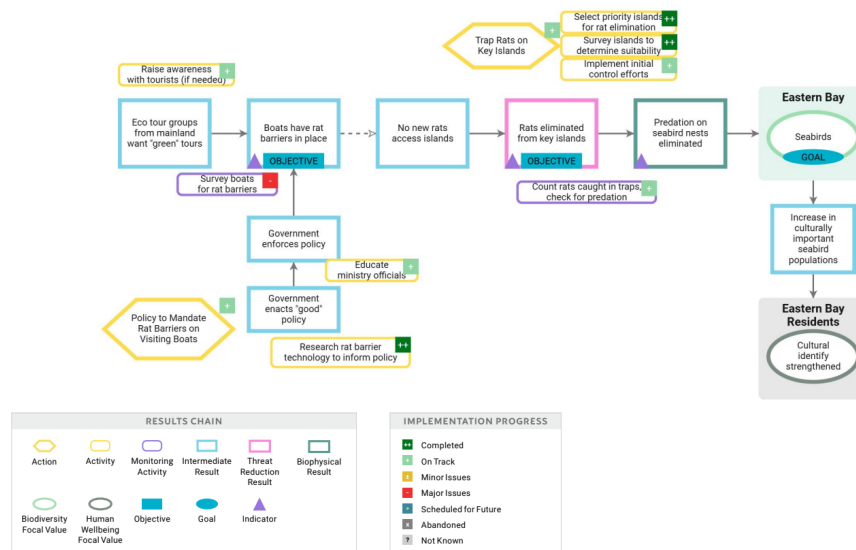 Trap Rats on
Key Islands
+
Select priority islands
for rat elimination
++
Survey islands to
determine suitability
++
Implement initial
control efforts
+
Raise awareness
with tourists (if needed)
+
Eco tour groups
from mainland
want "green" tours
Boats have rat
barriers in place
OBJECTIVE
No new rats
access islands
Rats eliminated
from key islands
OBJECTIVE
Predation on
seabird nests
eliminated
Eastern Bay
Seabirds
GOAL
Survey boats
for rat barriers
-
Count rats caught in traps,
check for predation
+
Government
enforces policy
Educate
ministry officials
+
Increase in
culturally
important
seabird
populations
Government
enacts "good"
policy
Policy to Mandate
Rat Barriers on
Visiting Boats
+
Research rat barrier
technology to inform policy
++
Eastern Bay
Residents
Cultural identify
strengthened
RESULTS CHAIN
Action
Activity
Monitoring
Activity
Intermediate
Result
Threat
Reduction
Result
Biophysical
Result
Biodiversity
Focal Value
Human
Wellbeing
Focal Value
Objective
Goal
Indicator
IMPLEMENTATION PROGRESS
++ Completed
+ On Track
Minor Issues
- Major Issues
Scheduled for Future
x Abandoned
? Not Known